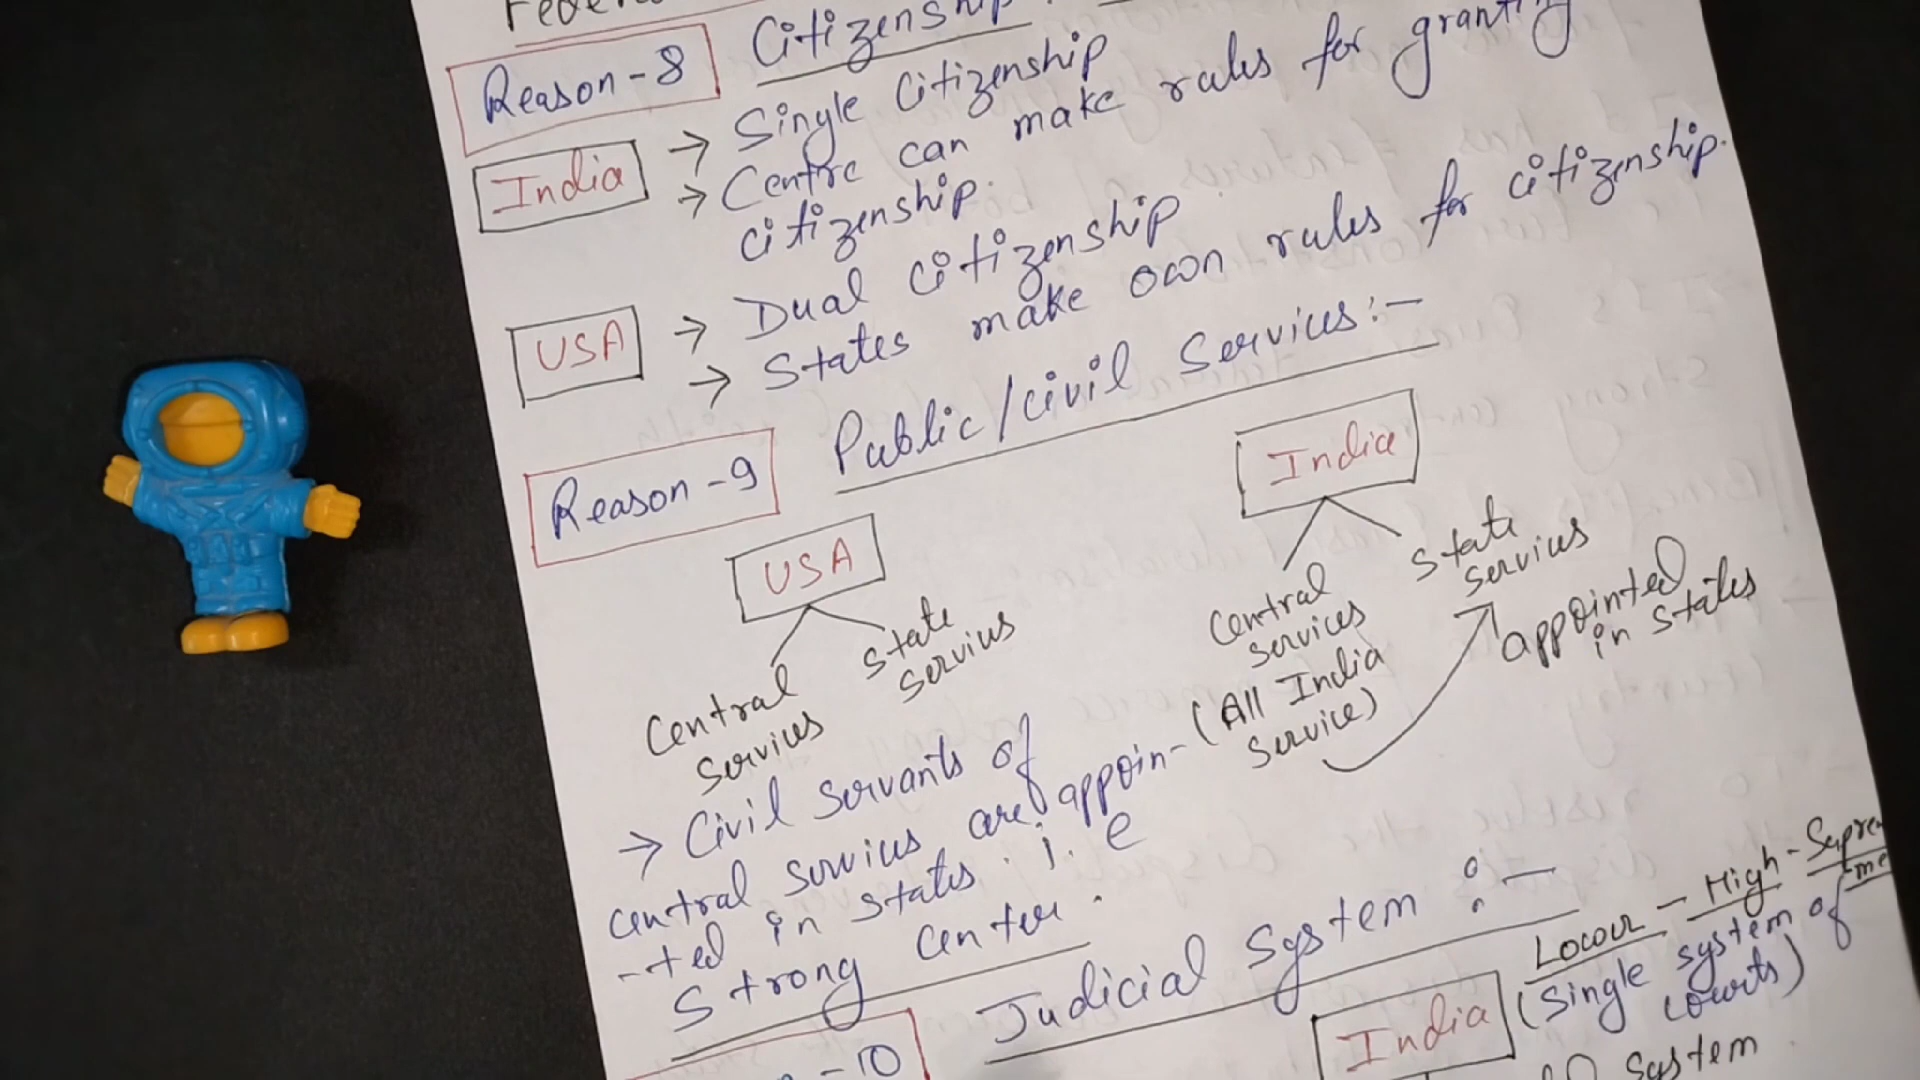 Reason-8 Citizenship
India → Single Citizenship
→ Centre can make rules for granting
citizenship.
USA → Dual citizenship
→ States make own rules for citizenship.
Reason-9 Public/civil Services:-
USA
Central
Services
State
Services
India
Central
Services
(All India
Service)
State
Services
appointed
in states
→ Civil Servants of
central services are appoin-
-ted in states. i.e
Strong center.
-10 Judicial System :-
India
Lower - High - Supre-
me
(Single system of
courts)
System